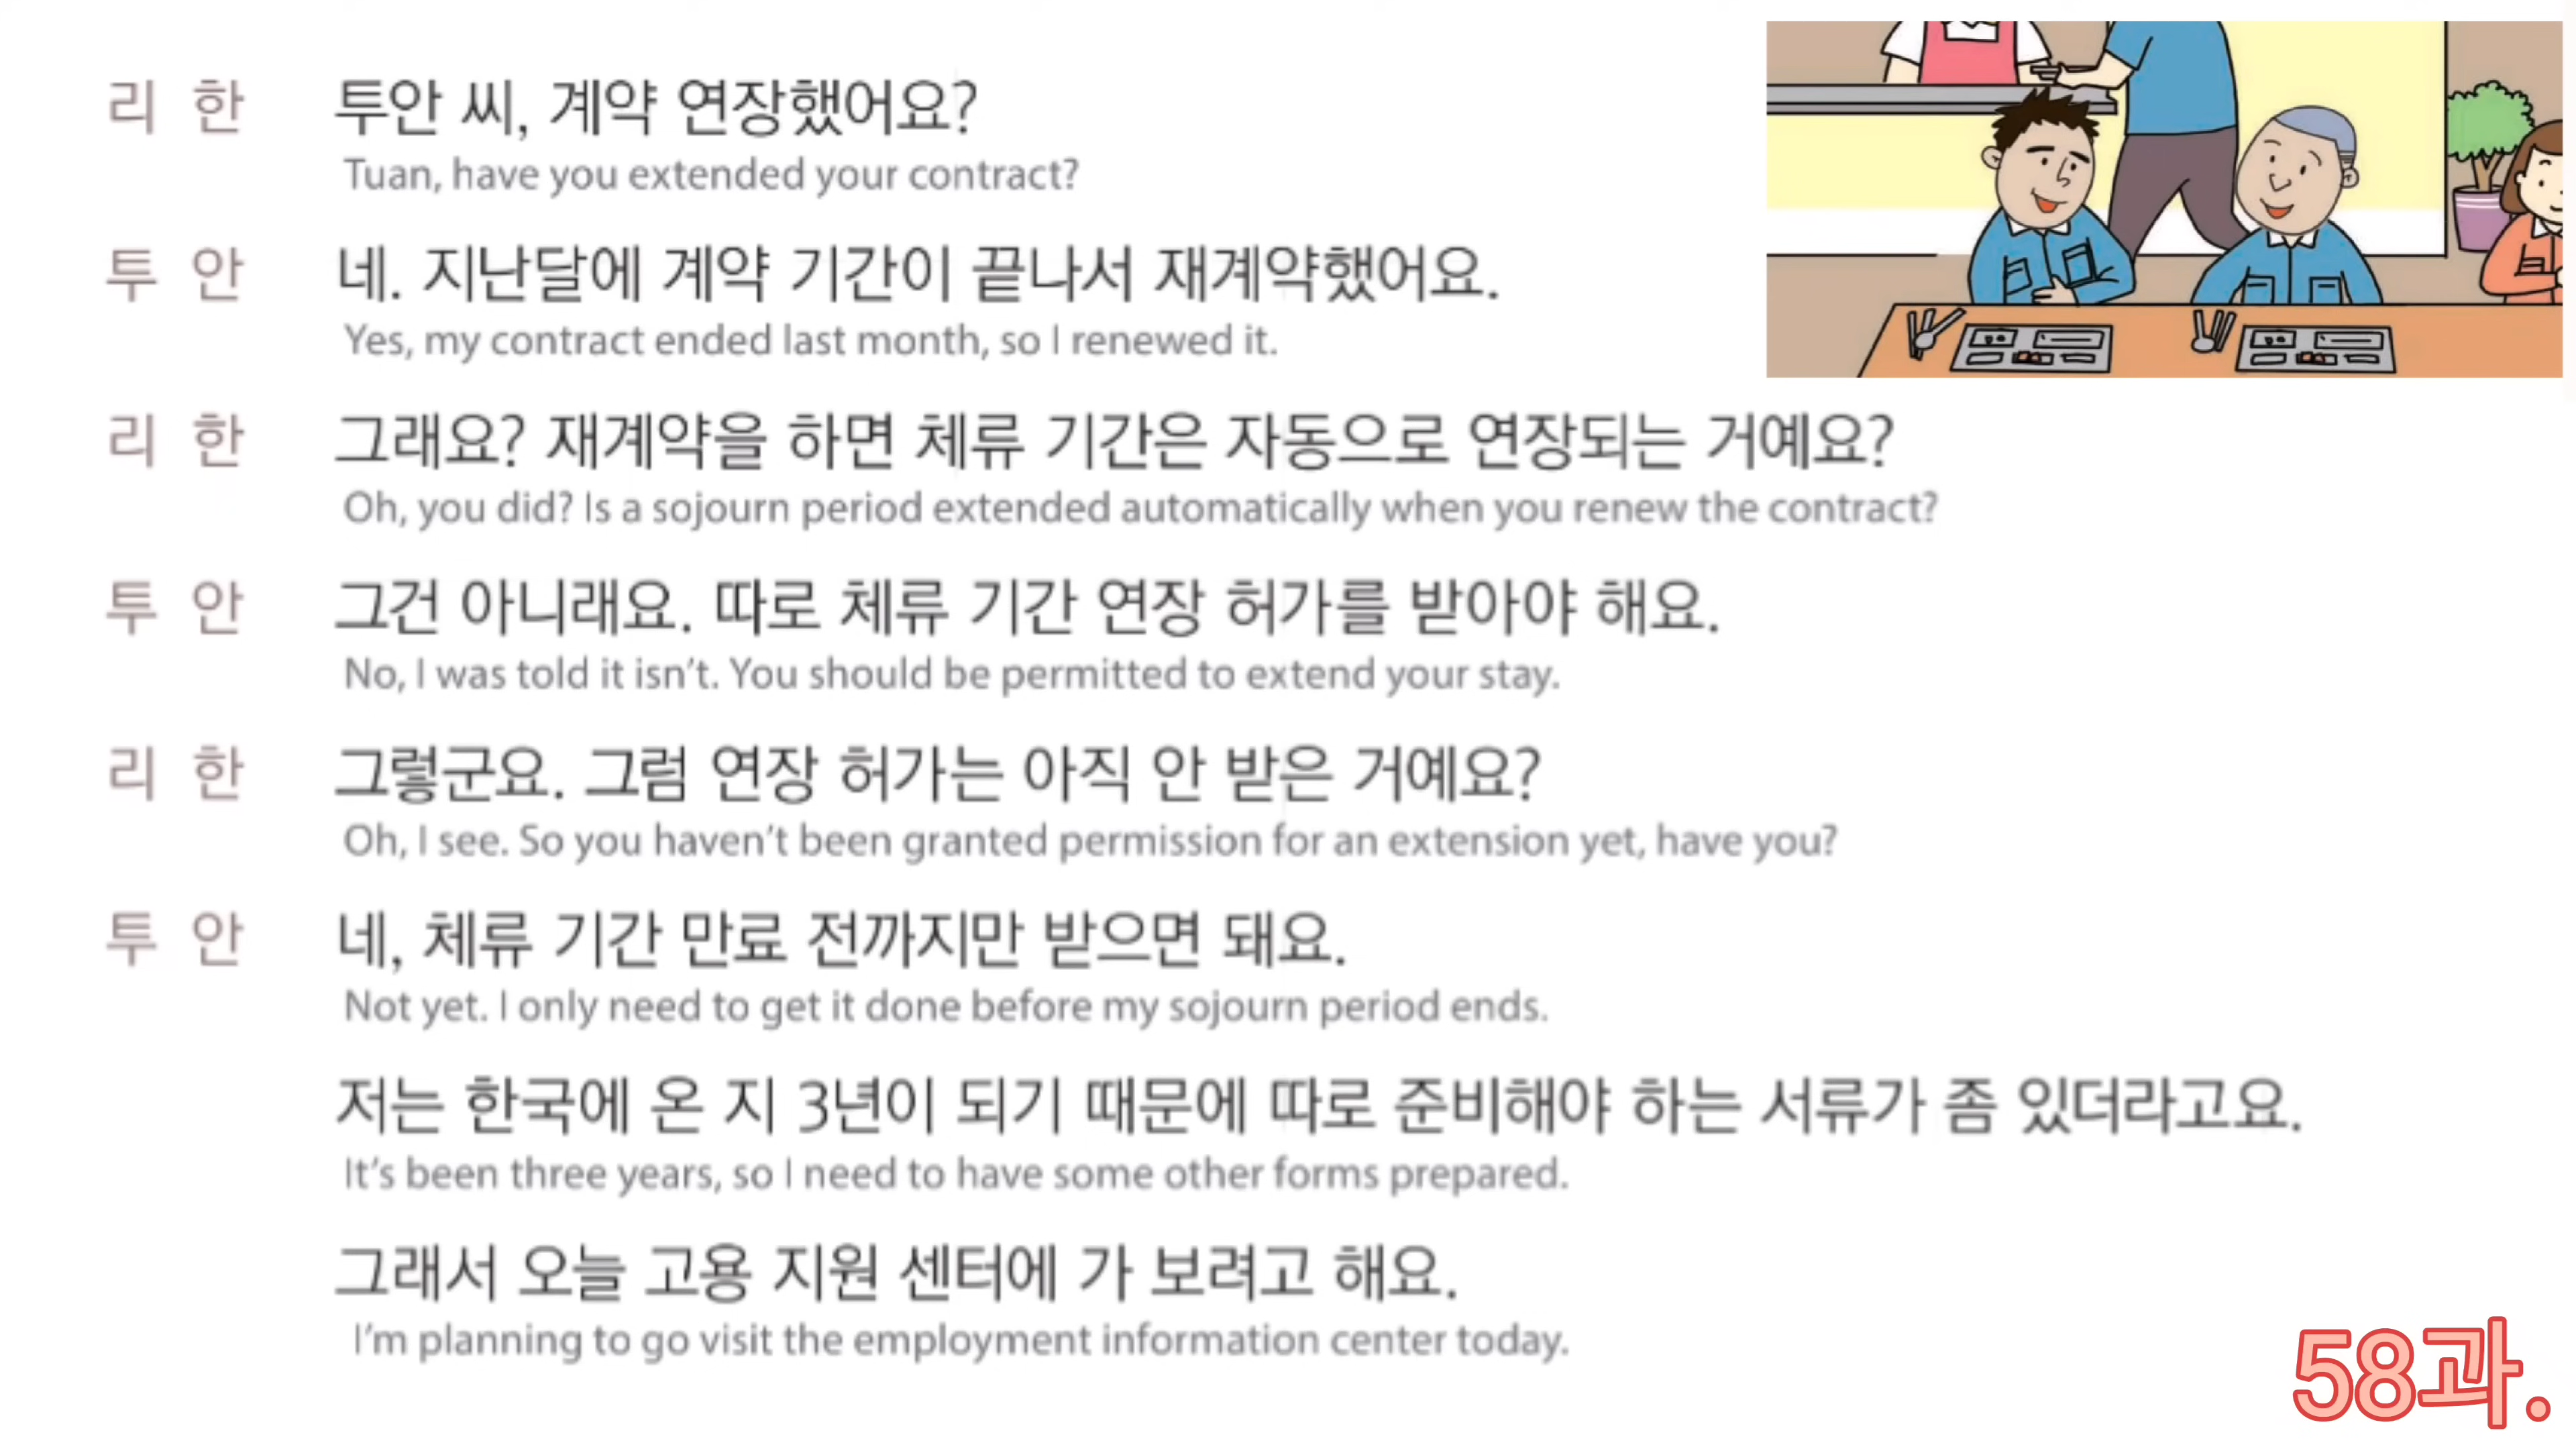 리 한 투안 씨, 계약 연장했어요?
Tuan, have you extended your contract?
투 안 네. 지난달에 계약 기간이 끝나서 재계약했어요.
Yes, my contract ended last month, so I renewed it.
리 한 그래요? 재계약을 하면 체류 기간은 자동으로 연장되는 거예요?
Oh, you did? Is a sojourn period extended automatically when you renew the contract?
투 안 그건 아니래요. 따로 체류 기간 연장 허가를 받아야 해요.
No, I was told it isn't. You should be permitted to extend your stay.
리 한 그렇군요. 그럼 연장 허가는 아직 안 받은 거예요?
Oh, I see. So you haven't been granted permission for an extension yet, have you?
투 안 네, 체류 기간 만료 전까지만 받으면 돼요.
Not yet. I only need to get it done before my sojourn period ends.
저는 한국에 온 지 3년이 되기 때문에 따로 준비해야 하는 서류가 좀 있더라고요.
It's been three years, so I need to have some other forms prepared.
그래서 오늘 고용 지원 센터에 가 보려고 해요.
I'm planning to go visit the employment information center today.
58과.